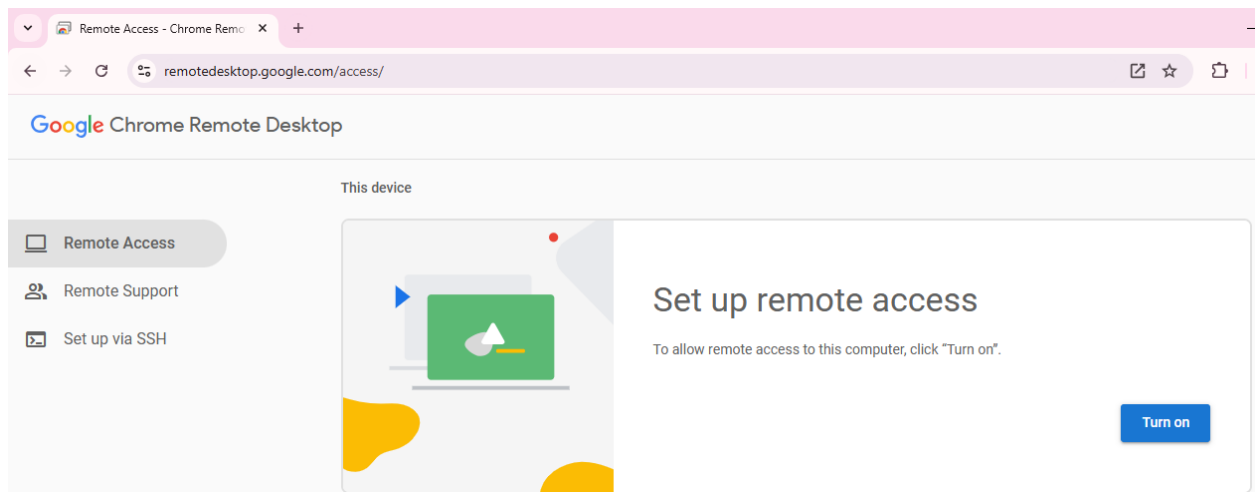 Remote Access - Chrome Remo
remotedesktop.google.com/access/
Google Chrome Remote Desktop
This device
Remote Access
Remote Support
Set up via SSH
Set up remote access
To allow remote access to this computer, click “Turn on”.
Turn on